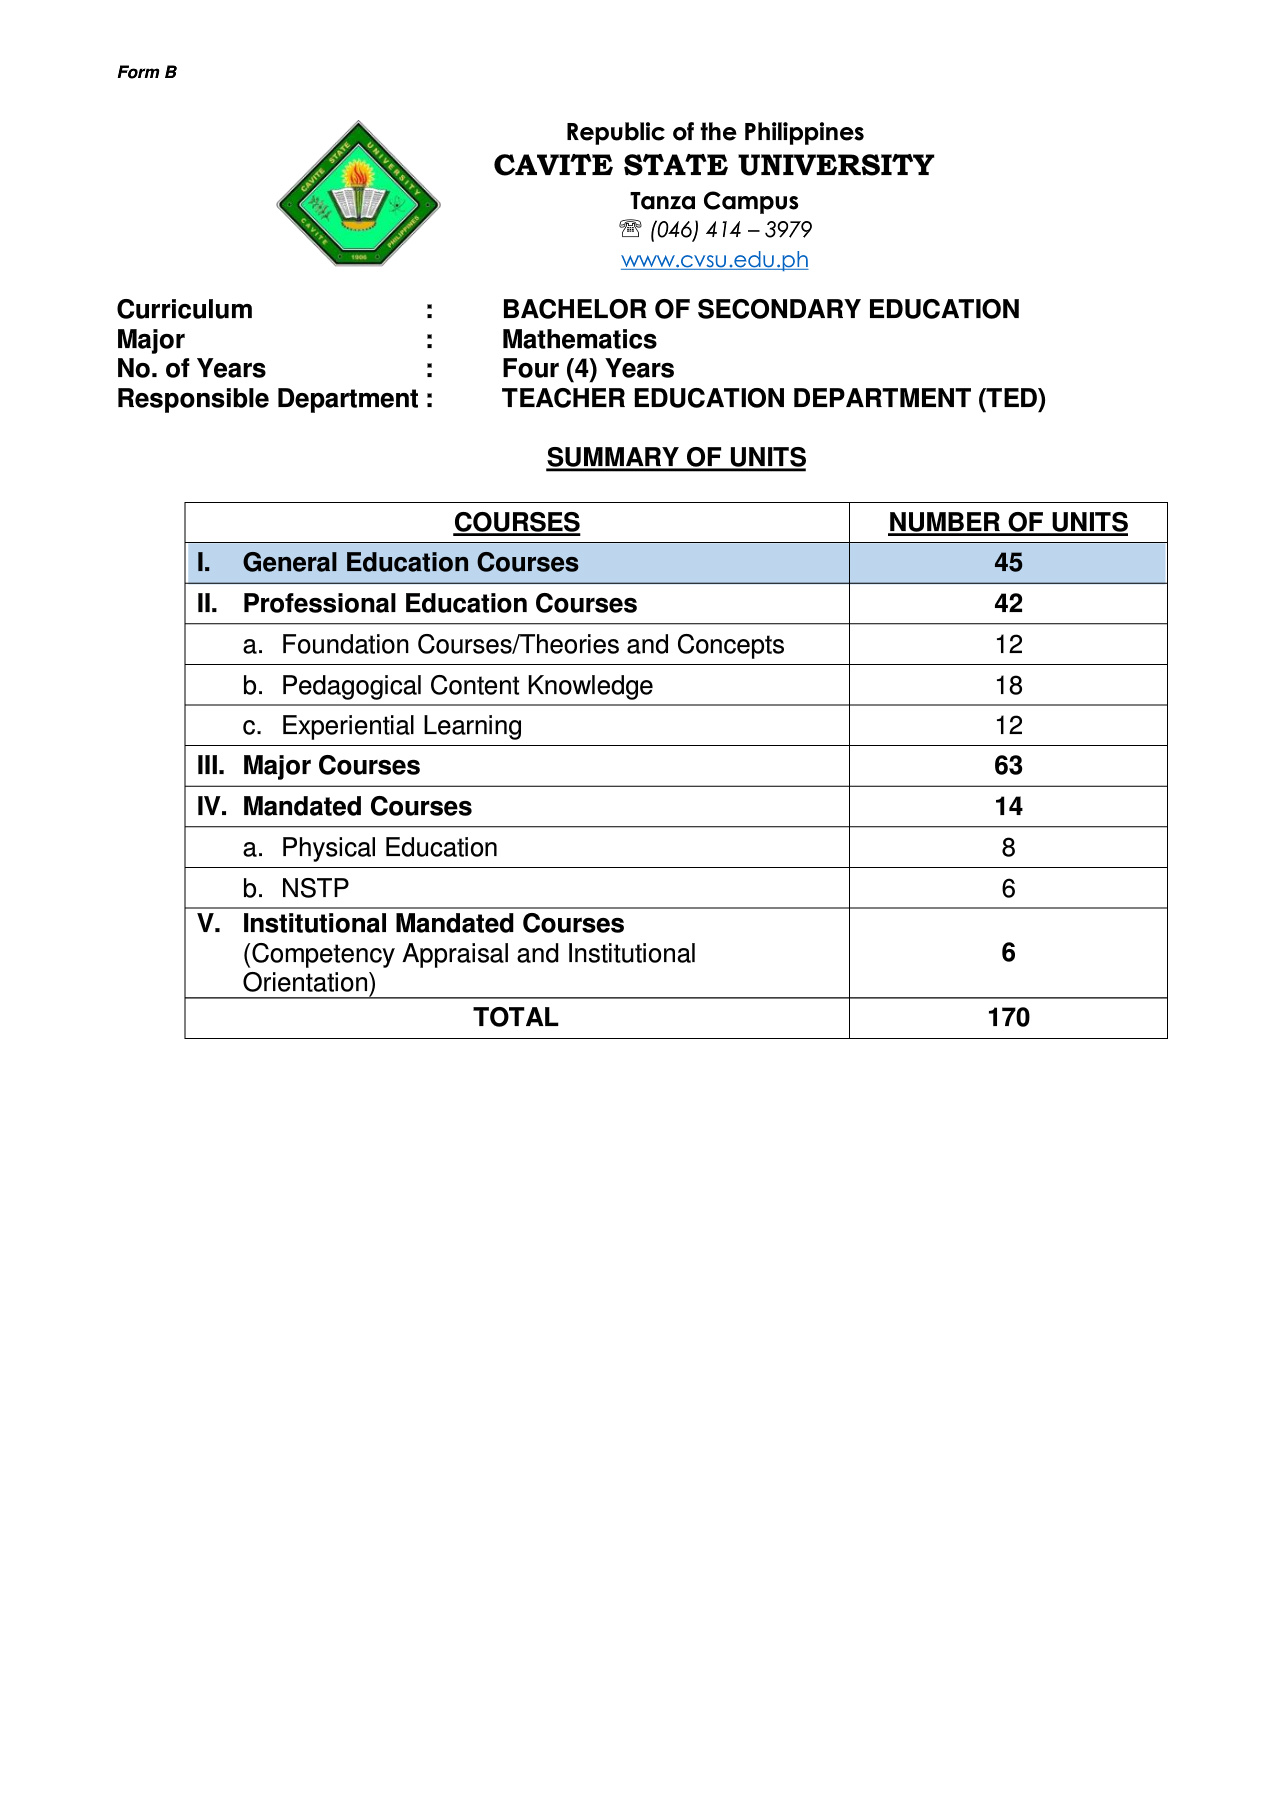 Form B
Republic of the Philippines
CAVITE STATE UNIVERSITY
Tanza Campus
☏ (046) 414 – 3979
www.cvsu.edu.ph
CAVITE STATE UNIVERSITY
CAVITE PHILIPPINES
1906
Curriculum : BACHELOR OF SECONDARY EDUCATION
Major : Mathematics
No. of Years : Four (4) Years
Responsible Department : TEACHER EDUCATION DEPARTMENT (TED)
SUMMARY OF UNITS
COURSES NUMBER OF UNITS
I. General Education Courses 45
II. Professional Education Courses 42
a. Foundation Courses/Theories and Concepts 12
b. Pedagogical Content Knowledge 18
c. Experiential Learning 12
III. Major Courses 63
IV. Mandated Courses 14
a. Physical Education 8
b. NSTP 6
V. Institutional Mandated Courses
(Competency Appraisal and Institutional
Orientation) 6
TOTAL 170